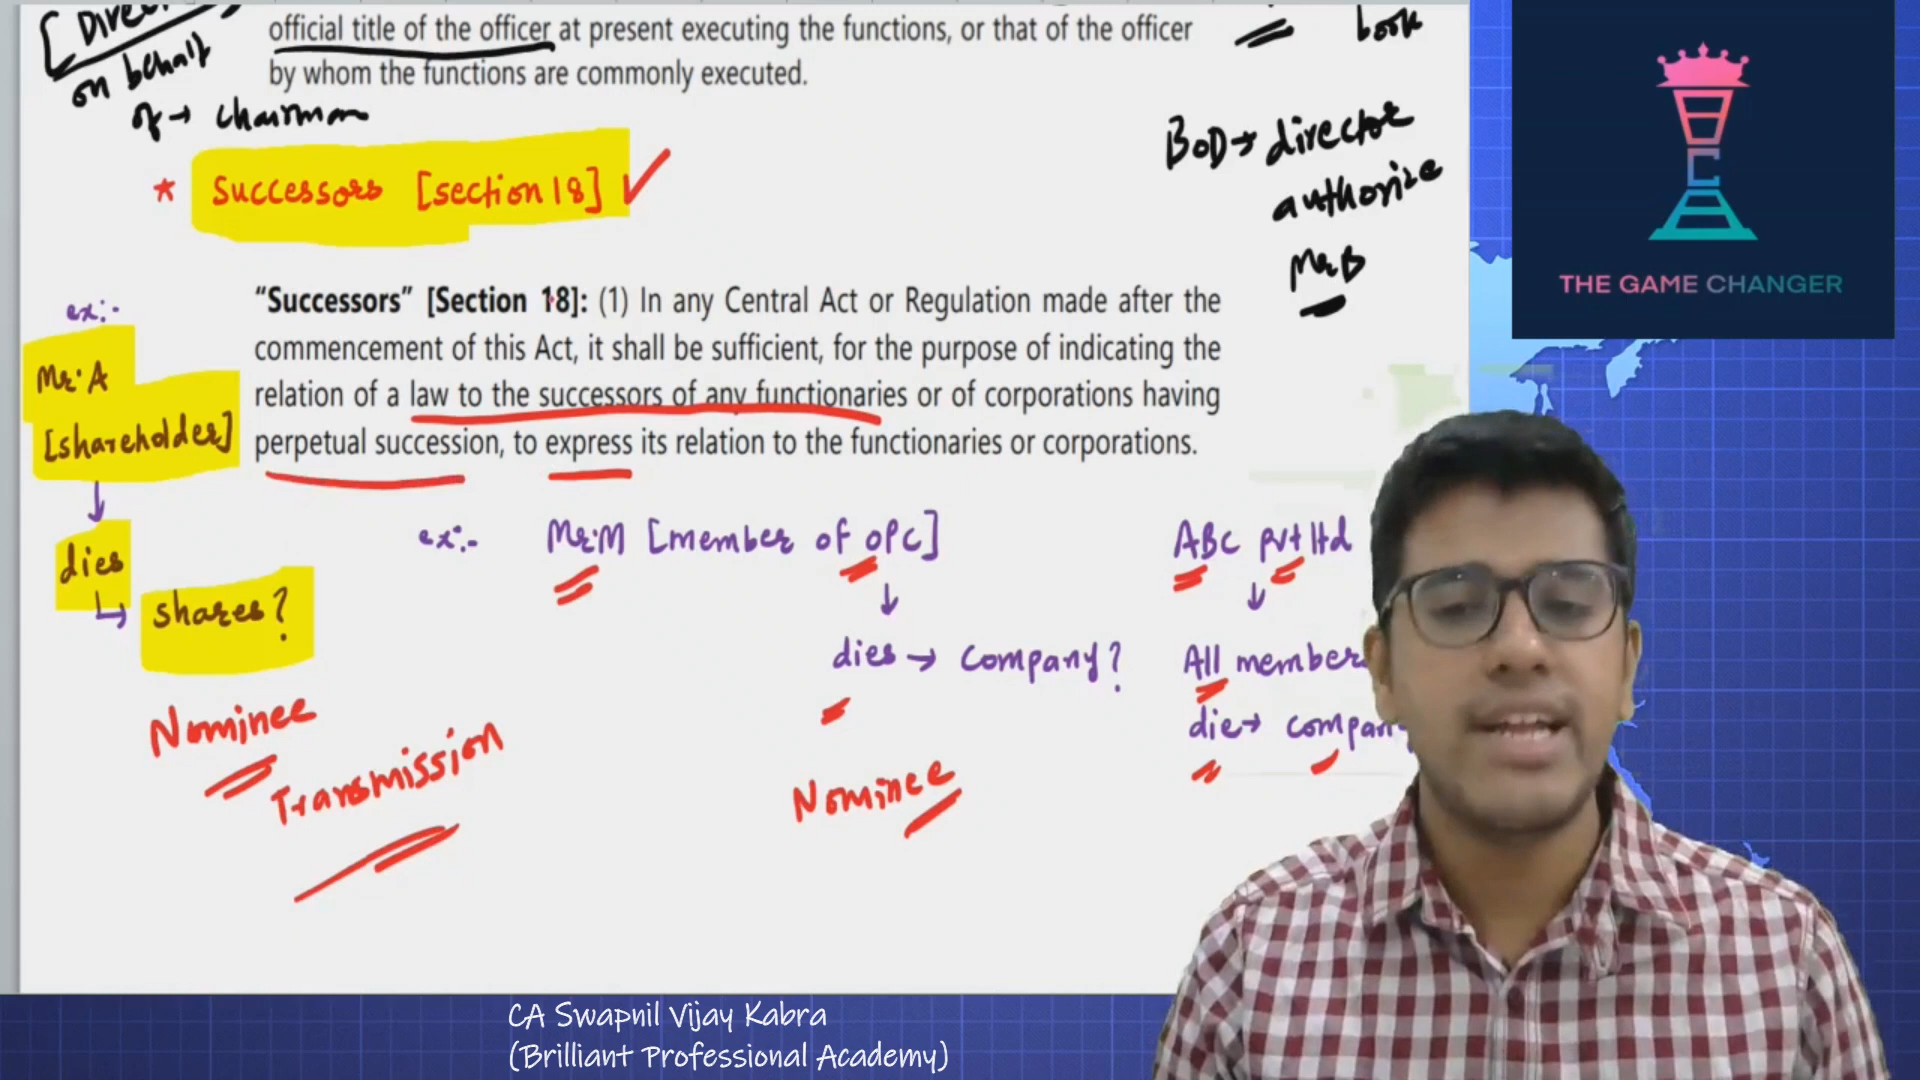 [Direc
on behalf
of → chairman
official title of the officer at present executing the functions, or that of the officer
by whom the functions are commonly executed.
book
BOD → director
authorize
Mr. B
* Successors [section 18] ✓
“Successors” [Section 18]: (1) In any Central Act or Regulation made after the
commencement of this Act, it shall be sufficient, for the purpose of indicating the
relation of a law to the successors of any functionaries or of corporations having
perpetual succession, to express its relation to the functionaries or corporations.
ex:-
Mr. A
[shareholder]
↓
dies
↳ shares?
Nominee
Transmission
ex:- Mr. M [member of OPC]
↓
dies → company?
Nominee
ABC pvt ltd
↓
All member
die → compan
THE GAME CHANGER
CA Swapnil Vijay Kabra
(Brilliant Professional Academy)